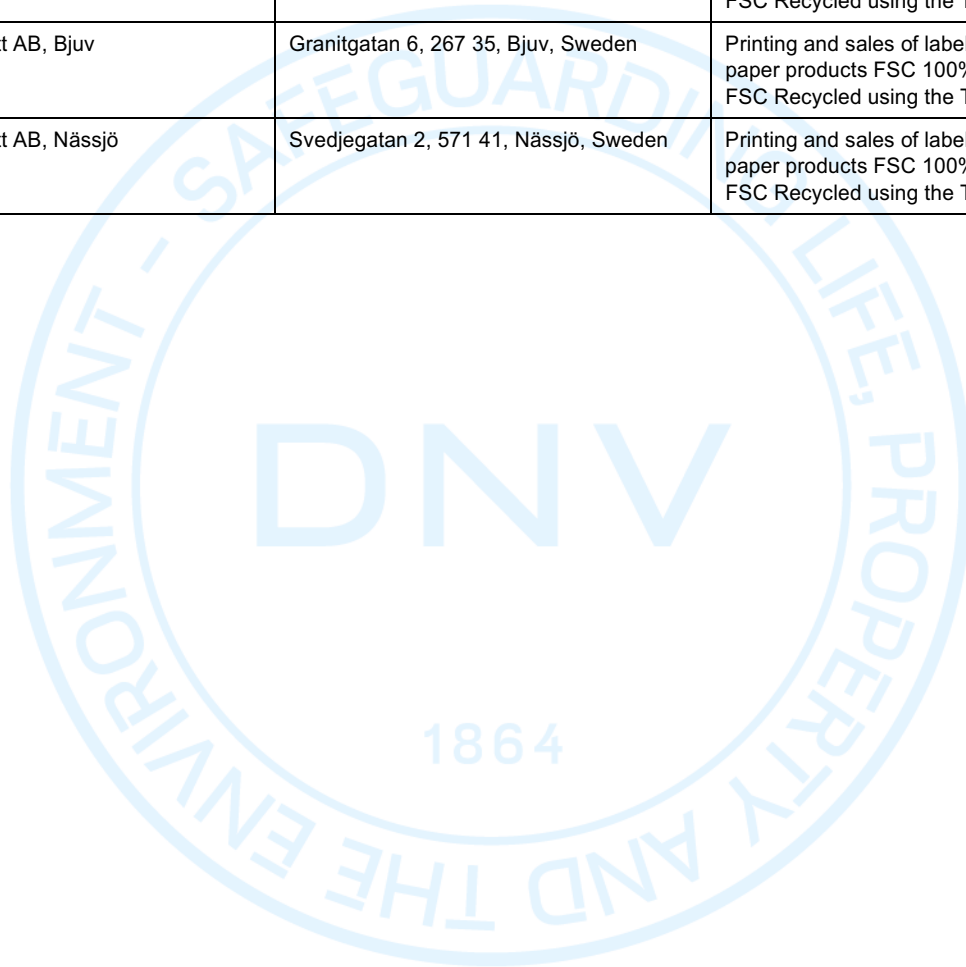 FSC Recycled using the T
t AB, Bjuv
Granitgatan 6, 267 35, Bjuv, Sweden
Printing and sales of label
paper products FSC 100%
FSC Recycled using the T
t AB, Nässjö
Svedjegatan 2, 571 41, Nässjö, Sweden
Printing and sales of label
paper products FSC 100%
FSC Recycled using the T
SAFEGUARDING LIFE, PROPERTY AND THE ENVIRONMENT -
DNV
1864